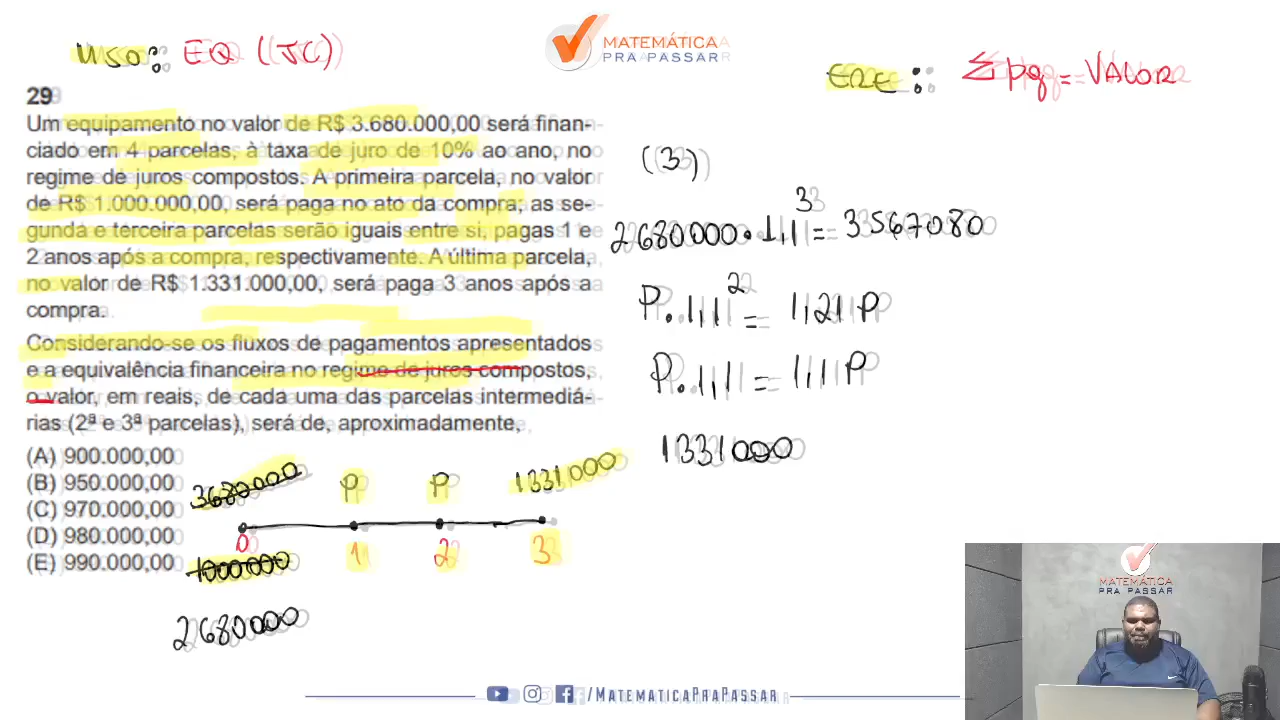 USO: EQ (JC)
MATEMÁTICA
PRA PASSAR
ERE: Σ pg = VALOR
29
Um equipamento no valor de R$ 3.680.000,00 será finan-
ciado em 4 parcelas, à taxa de juro de 10% ao ano, no
regime de juros compostos. A primeira parcela, no valor
de R$ 1.000.000,00, será paga no ato da compra; as se-
gunda e terceira parcelas serão iguais entre si, pagas 1 e
2 anos após a compra, respectivamente. A última parcela,
no valor de R$ 1.331.000,00, será paga 3 anos após a
compra.
Considerando-se os fluxos de pagamentos apresentados
e a equivalência financeira no regime de juros compostos,
o valor, em reais, de cada uma das parcelas intermediá-
rias (2ª e 3ª parcelas), será de, aproximadamente,
(A) 900.000,00
(B) 950.000,00
(C) 970.000,00
(D) 980.000,00
(E) 990.000,00
3680000 P P 1331000
0 1 2 3
1000000
2680000
(3)
2680000 . 1,1³ = 3567080
P . 1,1² = 1,21 P
P . 1,1 = 1,1 P
1331000
MATEMÁTICA
PRA PASSAR
/MATEMATICAPRAPASSAR